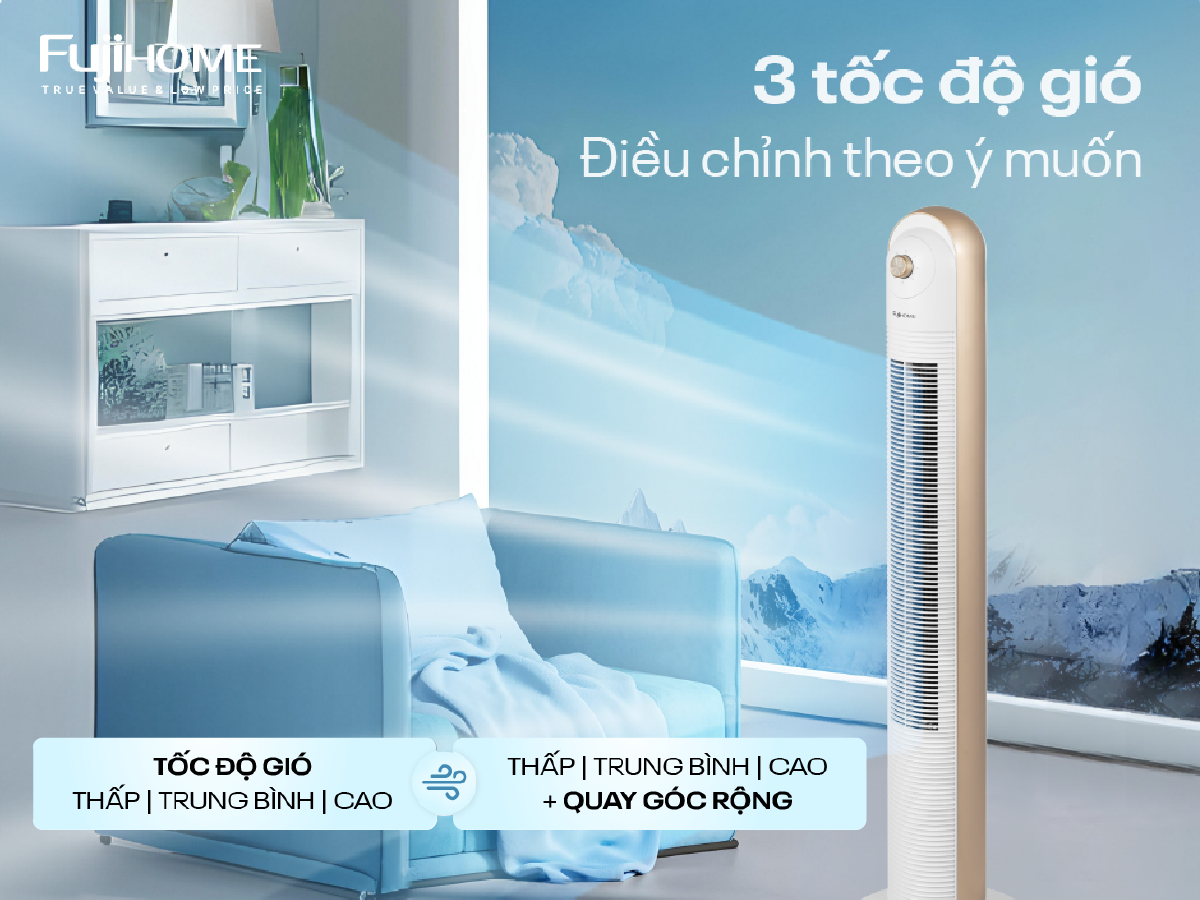 FujiHOME
TRUE VALUE & LOW PRICE
3 tốc độ gió
Điều chỉnh theo ý muốn
FujiHOME
TỐC ĐỘ GIÓ
THẤP | TRUNG BÌNH | CAO
THẤP | TRUNG BÌNH | CAO
+ QUAY GÓC RỘNG